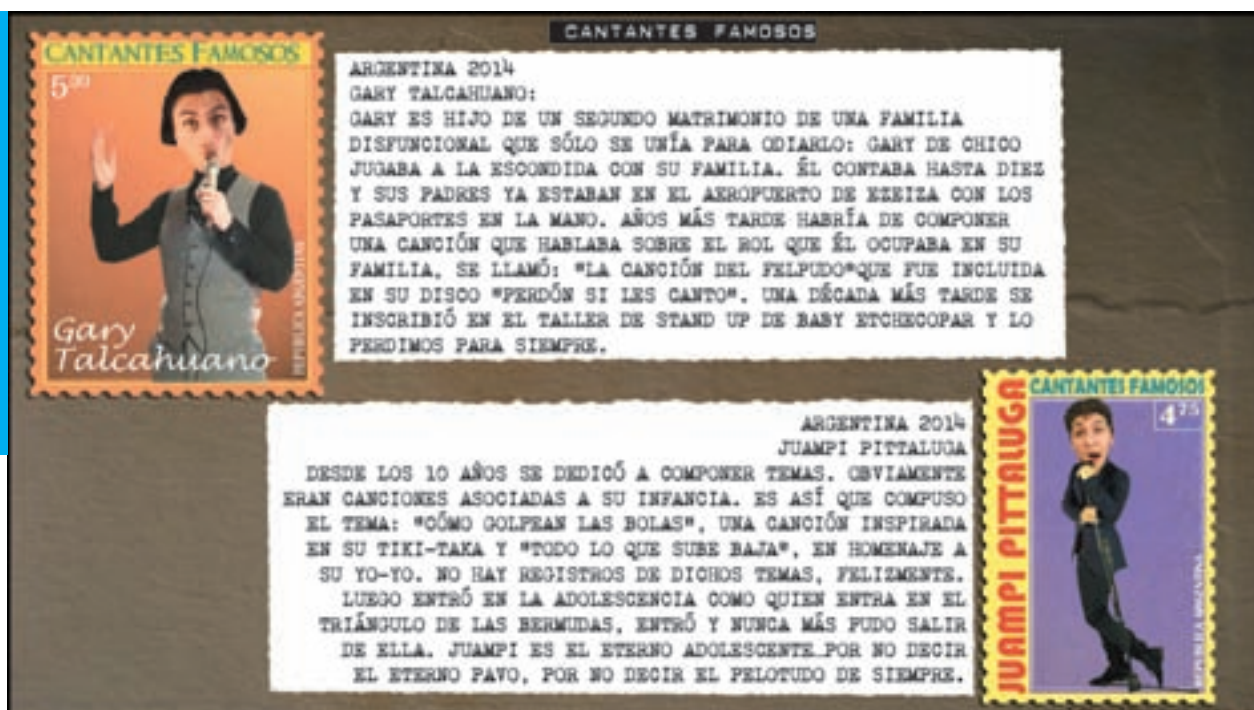 CANTANTES FAMOSOS
CANTANTES FAMOSOS
5⁰⁰
Gary
Talcahuano
REPUBLICA ARGENTINA
ARGENTINA 2014
GARY TALCAHUANO:
GARY ES HIJO DE UN SEGUNDO MATRIMONIO DE UNA FAMILIA
DISFUNCIONAL QUE SÓLO SE UNÍA PARA ODIARLO: GARY DE CHICO
JUGABA A LA ESCONDIDA CON SU FAMILIA. ÉL CONTABA HASTA DIEZ
Y SUS PADRES YA ESTABAN EN EL AEROPUERTO DE EZEIZA CON LOS
PASAPORTES EN LA MANO. AÑOS MÁS TARDE HABRÍA DE COMPONER
UNA CANCIÓN QUE HABLABA SOBRE EL ROL QUE ÉL OCUPABA EN SU
FAMILIA, SE LLAMÓ: "LA CANCIÓN DEL FELPUDO"QUE FUE INCLUIDA
EN SU DISCO "PERDÓN SI LES CANTO". UNA DÉCADA MÁS TARDE SE
INSCRIBIÓ EN EL TALLER DE STAND UP DE BABY ETCHECOPAR Y LO
PERDIMOS PARA SIEMPRE.
ARGENTINA 2014
JUAMPI PITTALUGA
DESDE LOS 10 AÑOS SE DEDICÓ A COMPONER TEMAS. OBVIAMENTE
ERAN CANCIONES ASOCIADAS A SU INFANCIA. ES ASÍ QUE COMPUSO
EL TEMA: "CÓMO GOLPEAN LAS BOLAS", UNA CANCIÓN INSPIRADA
EN SU TIKI-TAKA Y "TODO LO QUE SUBE BAJA", EN HOMENAJE A
SU YO-YO. NO HAY REGISTROS DE DICHOS TEMAS, FELIZMENTE.
LUEGO ENTRÓ EN LA ADOLESCENCIA COMO QUIEN ENTRA EN EL
TRIÁNGULO DE LAS BERMUDAS, ENTRÓ Y NUNCA MÁS PUDO SALIR
DE ELLA. JUAMPI ES EL ETERNO ADOLESCENTE POR NO DECIR
EL ETERNO PAVO, POR NO DECIR EL PELOTUDO DE SIEMPRE.
CANTANTES FAMOSOS
4⁷⁵
JUAMPI PITTALUGA
REPUBLICA ARGENTINA